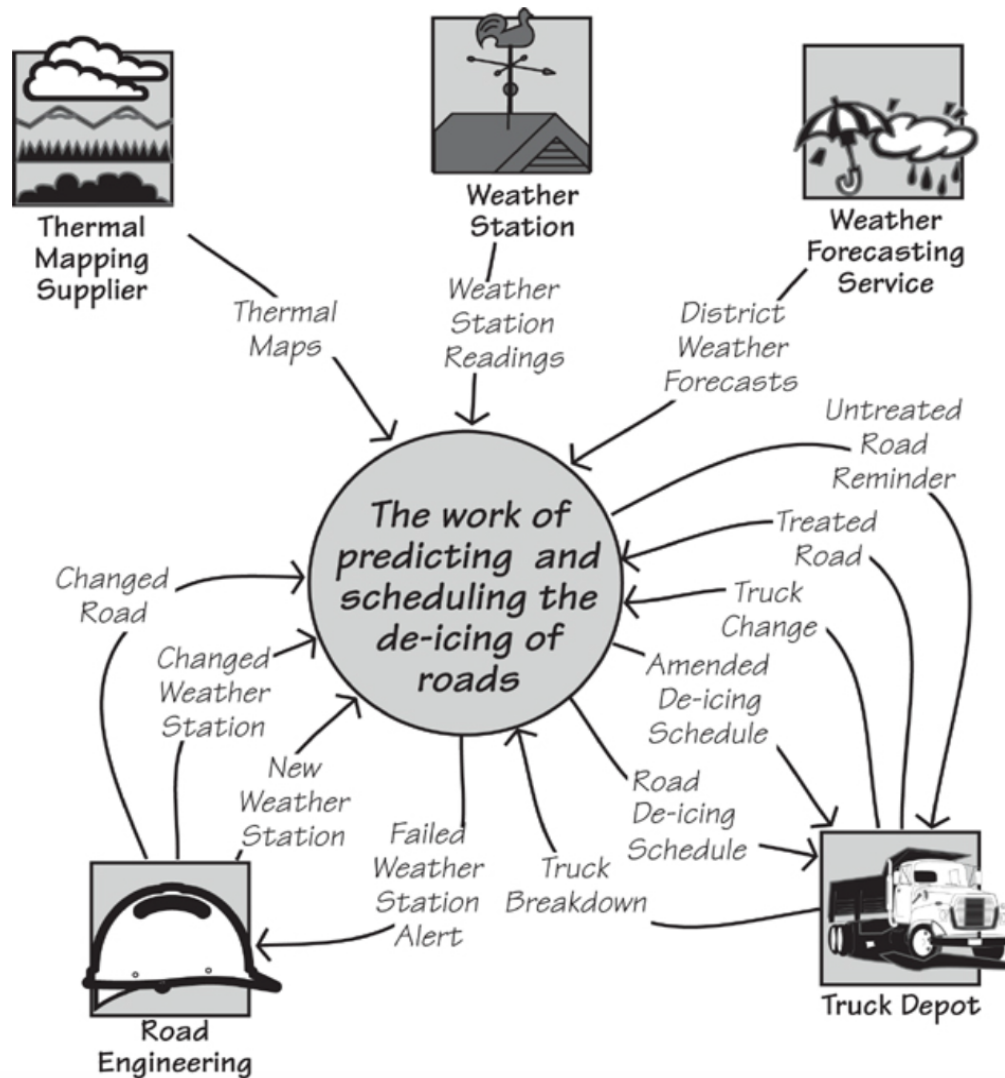 Thermal
Mapping
Supplier
Weather
Station
Weather
Forecasting
Service
Thermal
Maps
Weather
Station
Readings
District
Weather
Forecasts
Untreated
Road
Reminder
The work of
predicting and
scheduling the
de-icing of
roads
Treated
Road
Truck
Change
Changed
Road
Changed
Weather
Station
New
Weather
Station
Amended
De-icing
Schedule
Road
De-icing
Schedule
Failed
Weather
Station
Alert
Truck
Breakdown
Road
Engineering
Truck Depot